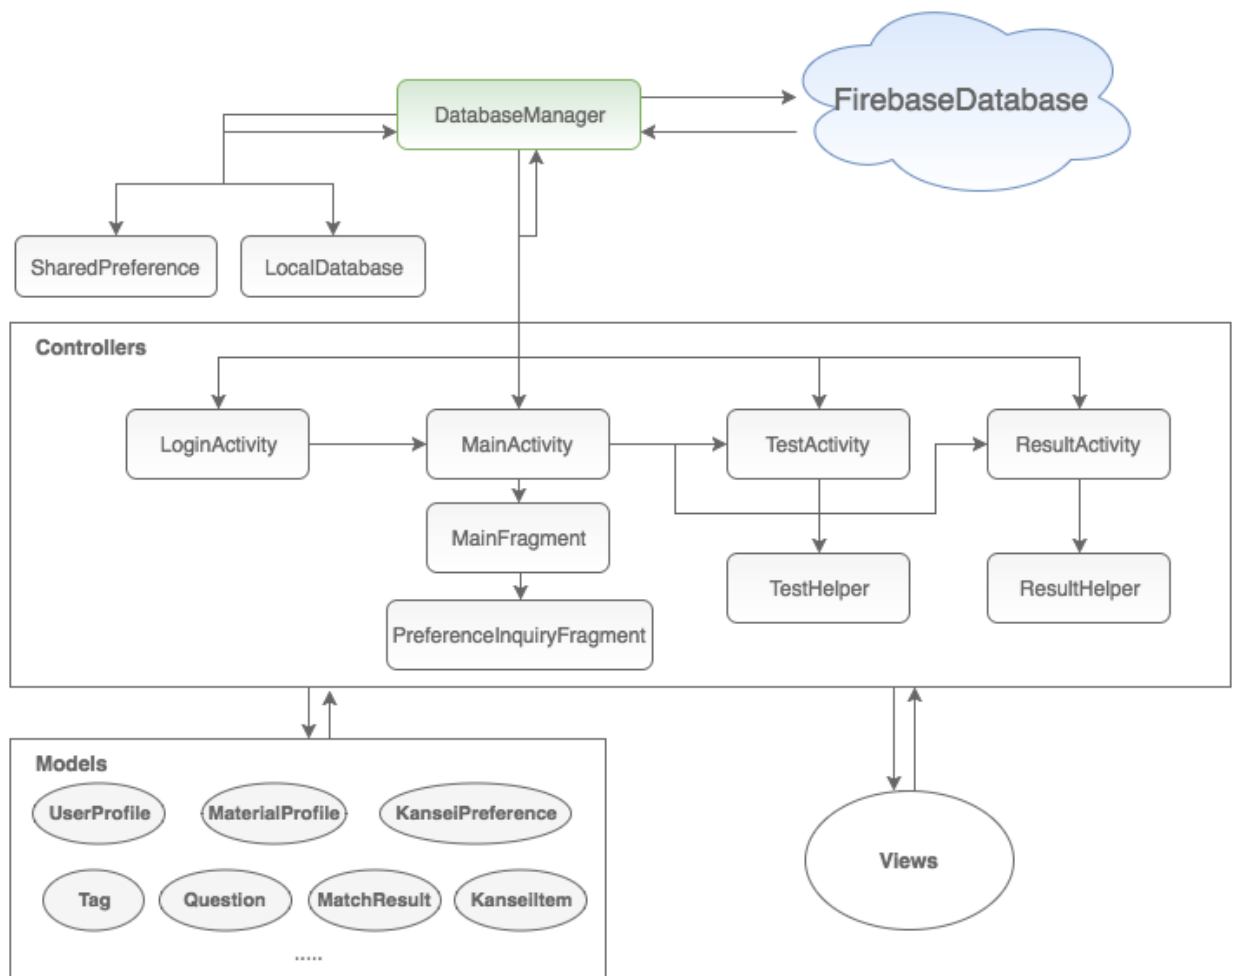 FirebaseDatabase
DatabaseManager
SharedPreference
LocalDatabase
Controllers
LoginActivity
MainActivity
TestActivity
ResultActivity
MainFragment
TestHelper
ResultHelper
PreferenceInquiryFragment
Models
UserProfile
MaterialProfile
KanseiPreference
Views
Tag
Question
MatchResult
KanseiItem
.....